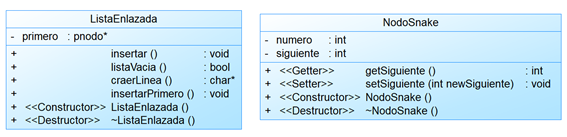 ListaEnlazada
- primero : pnodo*
+ insertar () : void
+ listaVacia () : bool
+ craerLinea () : char*
+ insertarPrimero () : void
+ <<Constructor>> ListaEnlazada ()
+ <<Destructor>> ~ListaEnlazada ()
NodoSnake
- numero : int
- siguiente : int
+ <<Getter>> getSiguiente () : int
+ <<Setter>> setSiguiente (int newSiguiente) : void
+ <<Constructor>> NodoSnake ()
+ <<Destructor>> ~NodoSnake ()